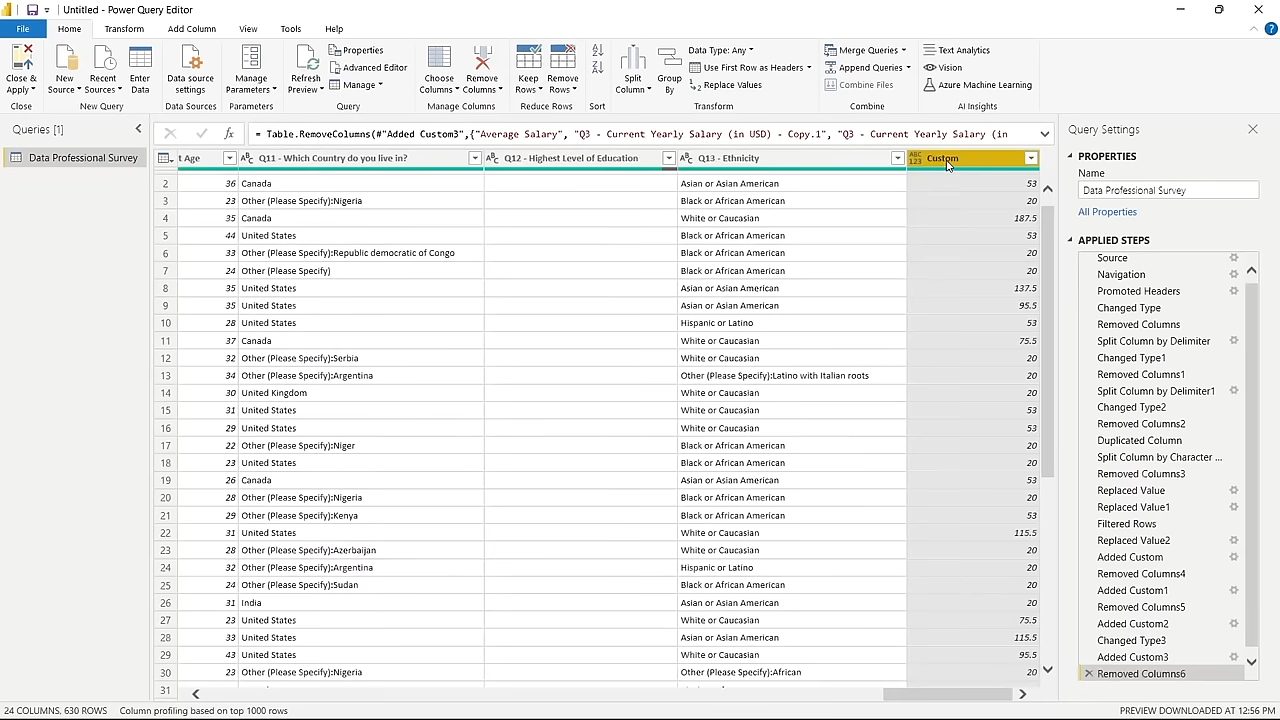 Untitled - Power Query Editor
File Home Transform Add Column View Tools Help
Close & Apply
Close
New Source
Recent Sources
Enter Data
New Query
Data source settings
Data Sources
Manage Parameters
Parameters
Refresh Preview
Properties
Advanced Editor
Manage
Query
Choose Columns
Remove Columns
Manage Columns
Keep Rows
Remove Rows
Reduce Rows
Sort
Split Column
Group By
Data Type: Any
Use First Row as Headers
Replace Values
Transform
Merge Queries
Append Queries
Combine Files
Combine
Text Analytics
Vision
Azure Machine Learning
AI Insights
Queries [1]
Data Professional Survey
= Table.RemoveColumns(#"Added Custom3",{"Average Salary", "Q3 - Current Yearly Salary (in USD) - Copy.1", "Q3 - Current Yearly Salary (in
t Age Q11 - Which Country do you live in? Q12 - Highest Level of Education Q13 - Ethnicity Custom
2 36 Canada Asian or Asian American 53
3 23 Other (Please Specify):Nigeria Black or African American 20
4 35 Canada White or Caucasian 187.5
5 44 United States Black or African American 53
6 33 Other (Please Specify):Republic democratic of Congo Black or African American 20
7 24 Other (Please Specify) Black or African American 20
8 35 United States Asian or Asian American 137.5
9 35 United States Asian or Asian American 95.5
10 28 United States Hispanic or Latino 53
11 37 Canada White or Caucasian 75.5
12 32 Other (Please Specify):Serbia White or Caucasian 20
13 34 Other (Please Specify):Argentina Other (Please Specify):Latino with Italian roots 20
14 30 United Kingdom White or Caucasian 20
15 31 United States White or Caucasian 53
16 29 United States White or Caucasian 53
17 22 Other (Please Specify):Niger Black or African American 20
18 23 United States Black or African American 20
19 26 Canada Asian or Asian American 53
20 28 Other (Please Specify):Nigeria Black or African American 20
21 29 Other (Please Specify):Kenya Black or African American 53
22 31 United States White or Caucasian 115.5
23 28 Other (Please Specify):Azerbaijan White or Caucasian 20
24 32 Other (Please Specify):Argentina Hispanic or Latino 20
25 24 Other (Please Specify):Sudan Black or African American 20
26 31 India Asian or Asian American 20
27 23 United States White or Caucasian 75.5
28 33 United States Asian or Asian American 115.5
29 43 United States White or Caucasian 95.5
30 23 Other (Please Specify):Nigeria Other (Please Specify):African 20
31
Query Settings
PROPERTIES
Name
Data Professional Survey
All Properties
APPLIED STEPS
Source
Navigation
Promoted Headers
Changed Type
Removed Columns
Split Column by Delimiter
Changed Type1
Removed Columns1
Split Column by Delimiter1
Changed Type2
Removed Columns2
Duplicated Column
Split Column by Character ...
Removed Columns3
Replaced Value
Replaced Value1
Filtered Rows
Replaced Value2
Added Custom
Removed Columns4
Added Custom1
Removed Columns5
Added Custom2
Changed Type3
Added Custom3
Removed Columns6
24 COLUMNS, 630 ROWS Column profiling based on top 1000 rows PREVIEW DOWNLOADED AT 12:56 PM